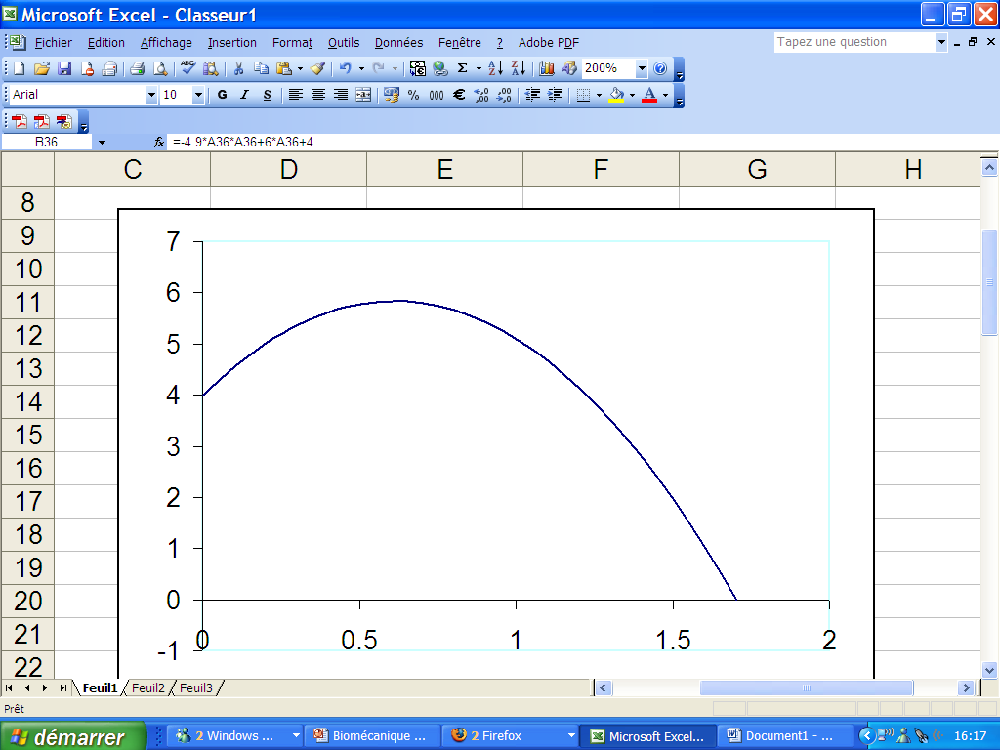 Microsoft Excel - Classeur1
Fichier Edition Affichage Insertion Format Outils Données Fenêtre ? Adobe PDF Tapez une question
200%
Arial 10 G I S % 000 €
B36 fx =-4.9*A36*A36+6*A36+4
C D E F G H
8
9
10
11
12
13
14
15
16
17
18
19
20
21
22
7
6
5
4
3
2
1
0
-1
0 0.5 1 1.5 2
Feuil1 Feuil2 Feuil3
Prêt
démarrer 2 Windows ... Biomécanique ... 2 Firefox Microsoft Excel... Document1 - ... 16:17